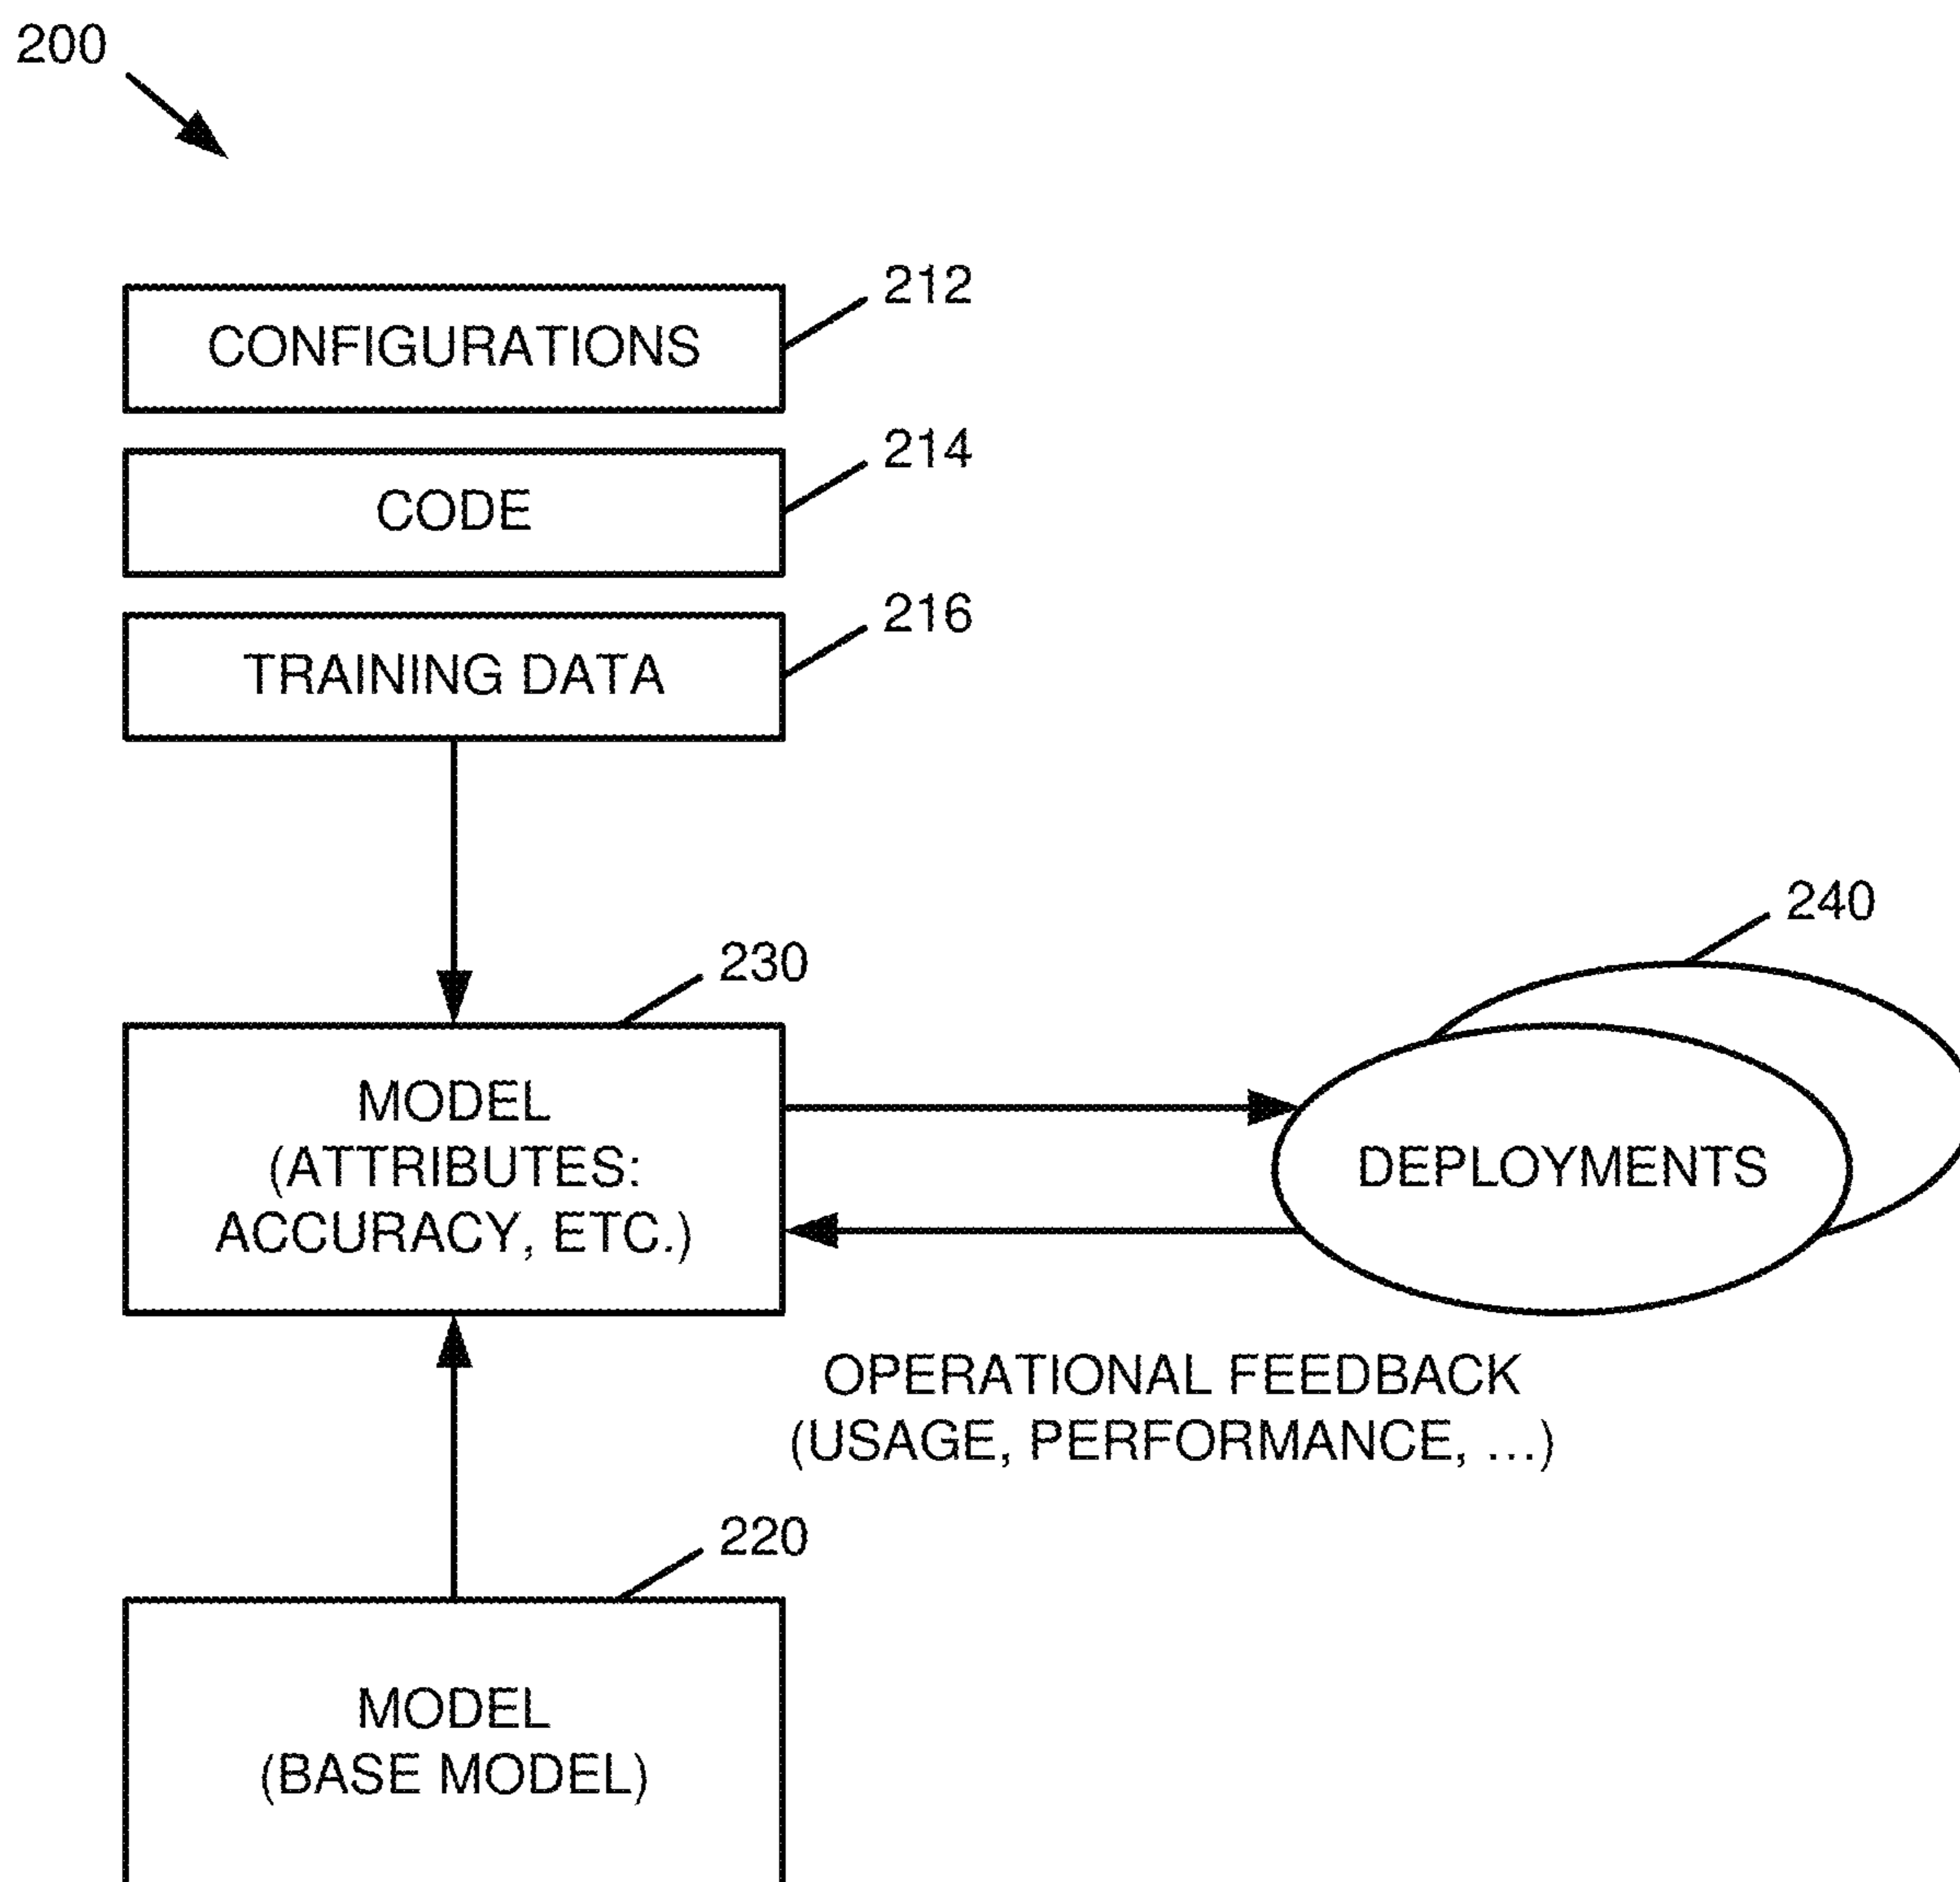 200
212
CONFIGURATIONS
214
CODE
216
TRAINING DATA
240
230
MODEL
(ATTRIBUTES:
ACCURACY, ETC.)
DEPLOYMENTS
OPERATIONAL FEEDBACK
(USAGE, PERFORMANCE, ...)
220
MODEL
(BASE MODEL)